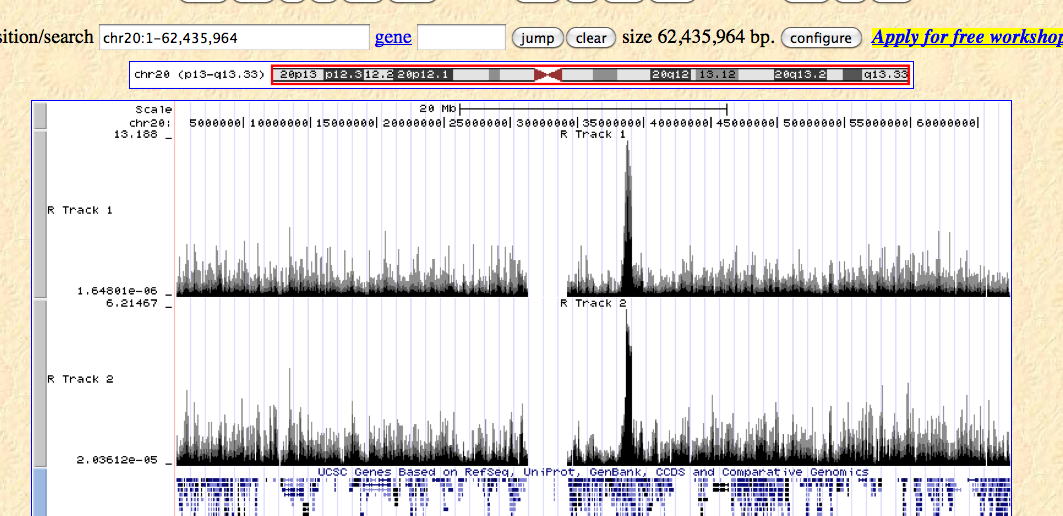 sition/search chr20:1-62,435,964 gene jump clear size 62,435,964 bp. configure Apply for free workshop
chr20 (p13-q13.33) 20p13 p12.3 12.2 20p12.1 20q12 13.12 20q13.2 q13.33
Scale 20 Mb
chr20: 5000000| 10000000| 15000000| 20000000| 25000000| 30000000| 35000000| 40000000| 45000000| 50000000| 55000000| 60000000|
13.188 _ R Track 1
R Track 1
1.64801e-06 _
6.21467 _ R Track 2
R Track 2
2.03612e-05 _
UCSC Genes Based on RefSeq, UniProt, GenBank, CCDS and Comparative Genomics